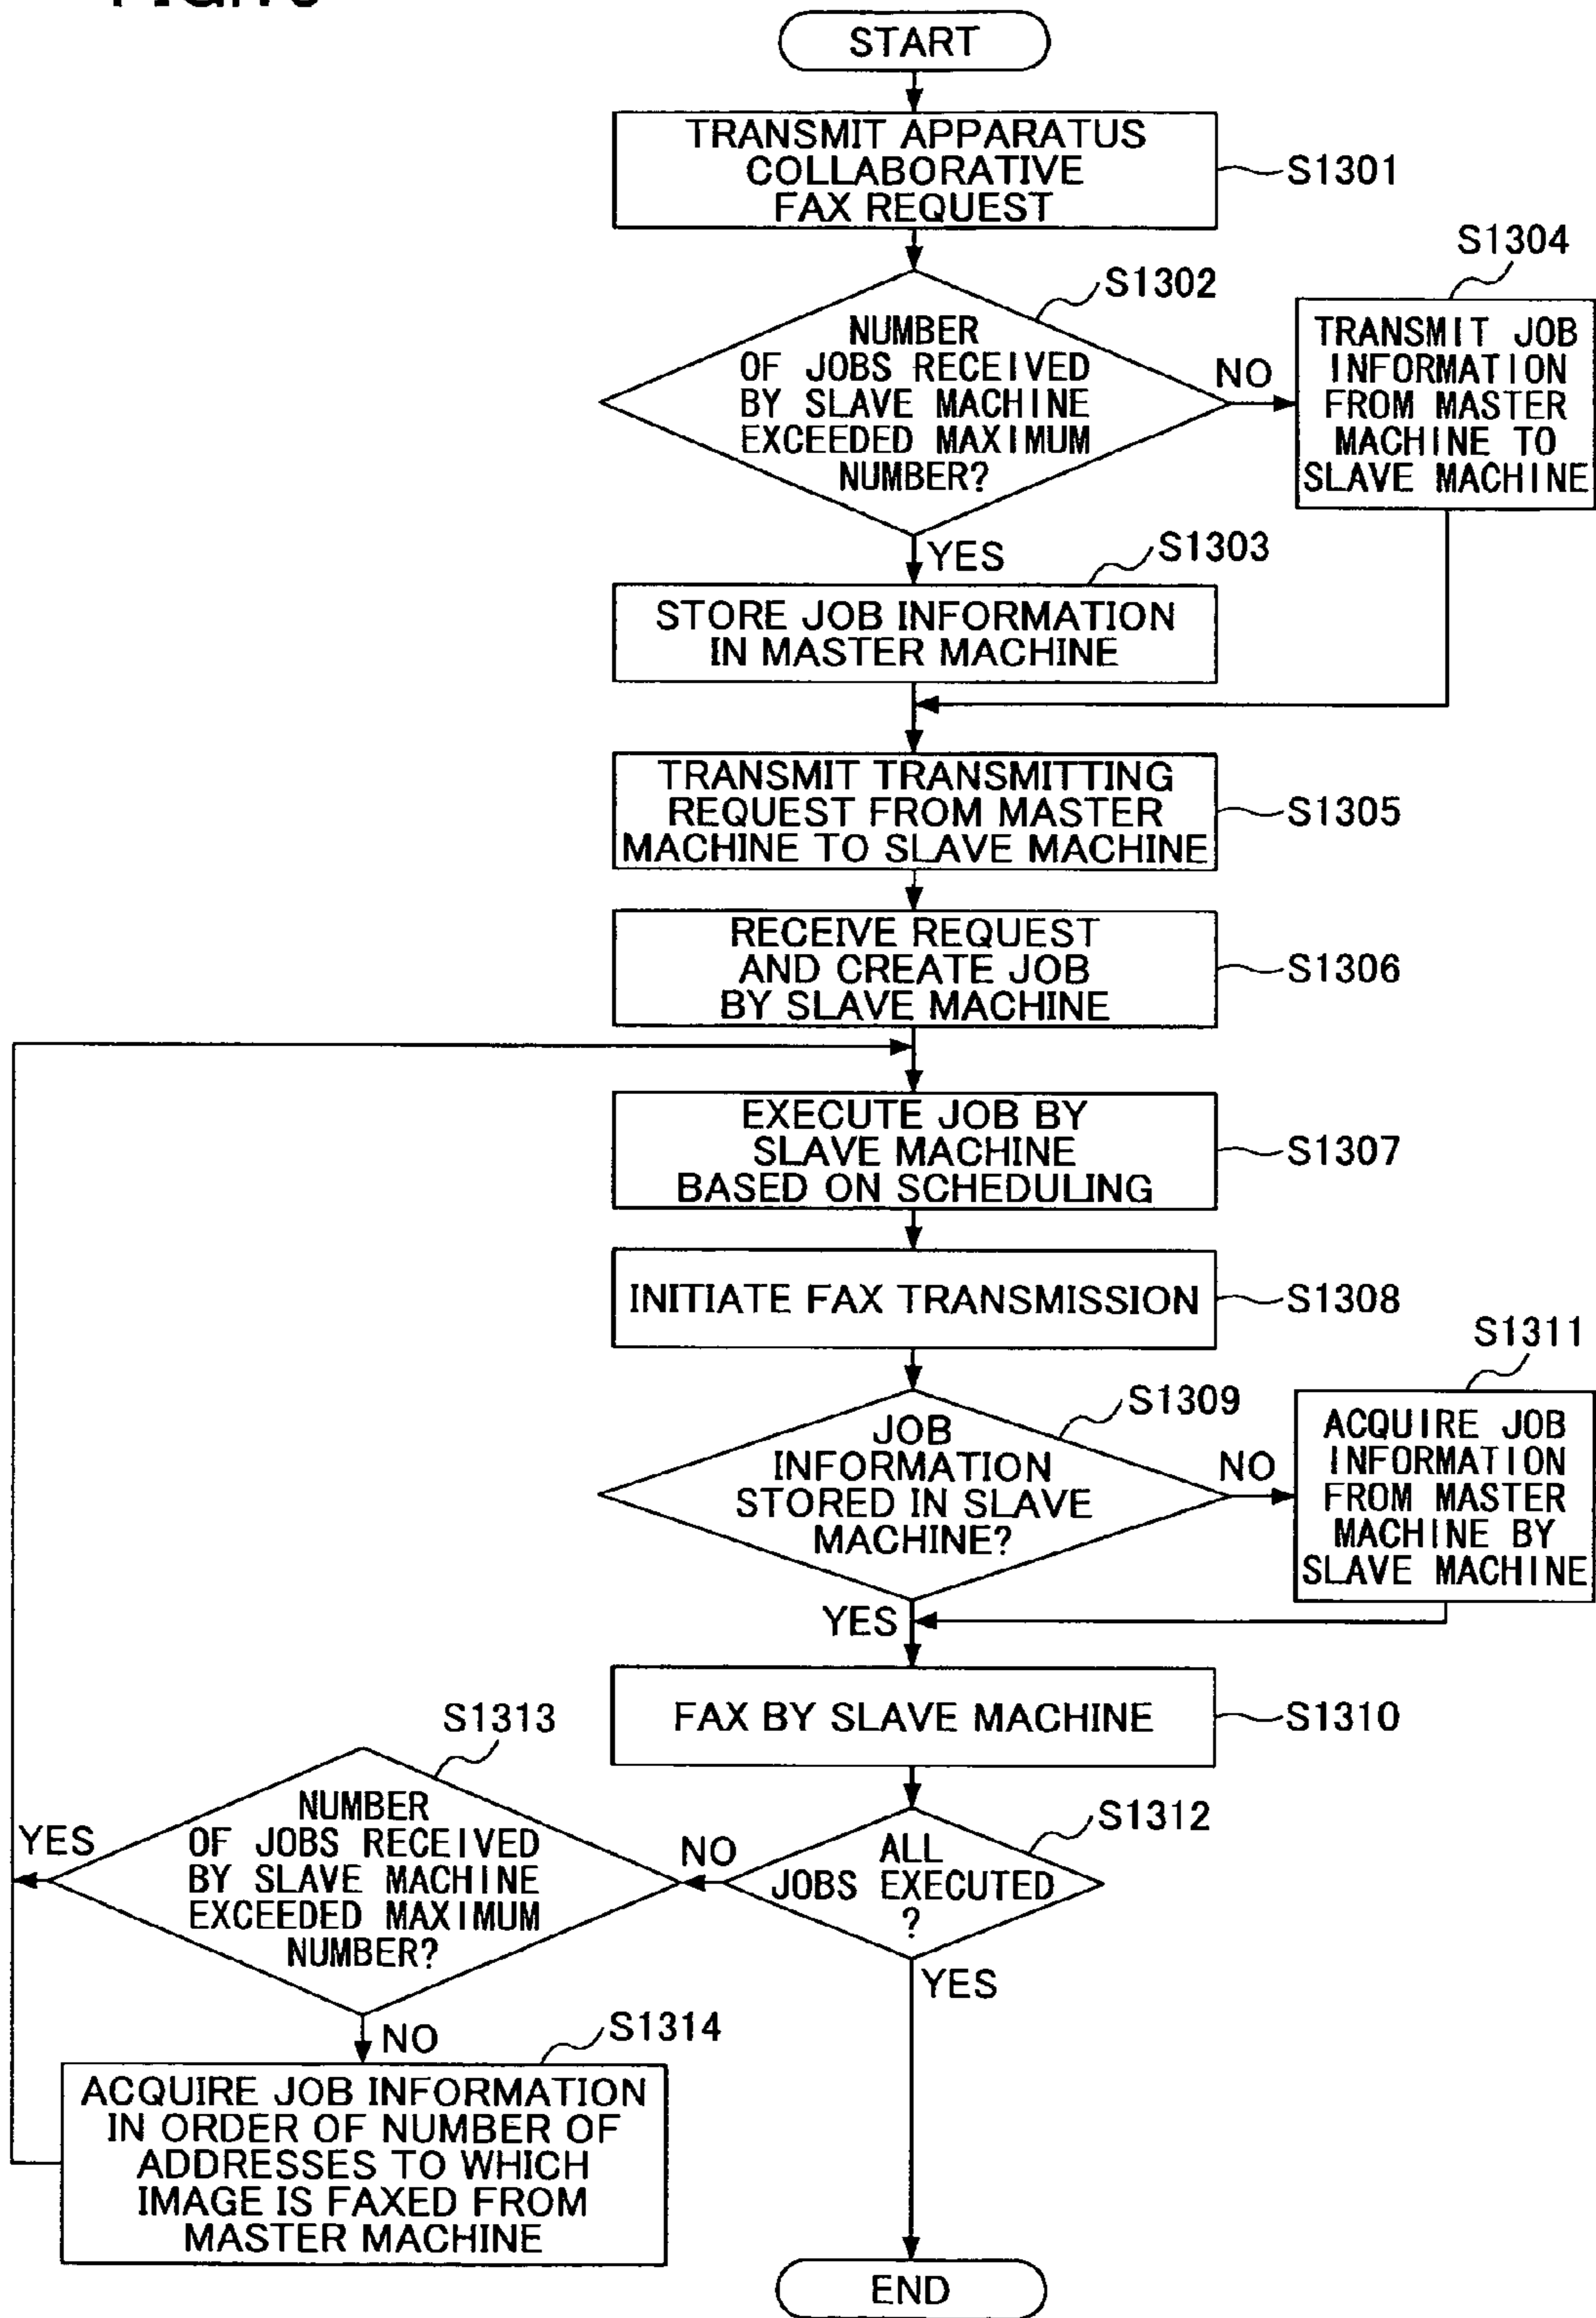 START
TRANSMIT APPARATUS
COLLABORATIVE
FAX REQUEST
S1301
S1302
NUMBER
OF JOBS RECEIVED
BY SLAVE MACHINE
EXCEEDED MAXIMUM
NUMBER?
NO
S1304
TRANSMIT JOB
INFORMATION
FROM MASTER
MACHINE TO
SLAVE MACHINE
YES
S1303
STORE JOB INFORMATION
IN MASTER MACHINE
TRANSMIT TRANSMITTING
REQUEST FROM MASTER
MACHINE TO SLAVE MACHINE
S1305
RECEIVE REQUEST
AND CREATE JOB
BY SLAVE MACHINE
S1306
EXECUTE JOB BY
SLAVE MACHINE
BASED ON SCHEDULING
S1307
INITIATE FAX TRANSMISSION
S1308
S1309
JOB
INFORMATION
STORED IN SLAVE
MACHINE?
NO
S1311
ACQUIRE JOB
INFORMATION
FROM MASTER
MACHINE BY
SLAVE MACHINE
YES
FAX BY SLAVE MACHINE
S1310
S1312
ALL
JOBS EXECUTED
?
NO
YES
S1313
NUMBER
OF JOBS RECEIVED
BY SLAVE MACHINE
EXCEEDED MAXIMUM
NUMBER?
YES
NO
S1314
ACQUIRE JOB INFORMATION
IN ORDER OF NUMBER OF
ADDRESSES TO WHICH
IMAGE IS FAXED FROM
MASTER MACHINE
END